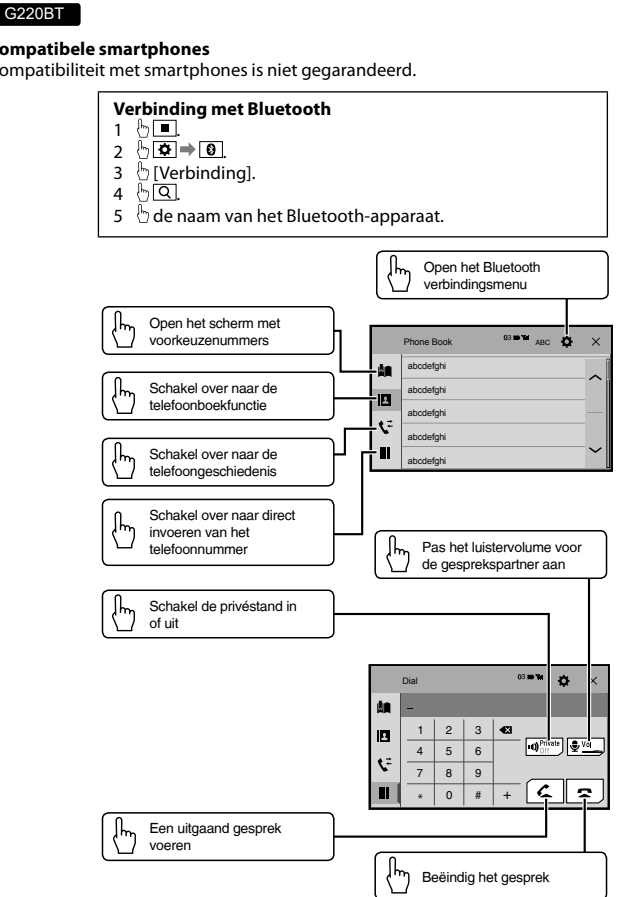 G220BT
ompatibele smartphones
ompatibiliteit met smartphones is niet gegarandeerd.
Verbinding met Bluetooth
1 .
2 .
3 [Verbinding].
4 .
5 de naam van het Bluetooth-apparaat.
Open het Bluetooth
verbindingsmenu
Open het scherm met
voorkeuzenummers
Schakel over naar de
telefoonboekfunctie
Schakel over naar de
telefoongeschiedenis
Schakel over naar direct
invoeren van het
telefoonnummer
Phone Book 03 ABC
abcdefghi
abcdefghi
abcdefghi
abcdefghi
abcdefghi
Pas het luistervolume voor
de gesprekspartner aan
Schakel de privéstand in
of uit
Dial 03
–
1 2 3
4 5 6
7 8 9
* 0 # +
Private
Off
Vol
Een uitgaand gesprek
voeren
Beëindig het gesprek